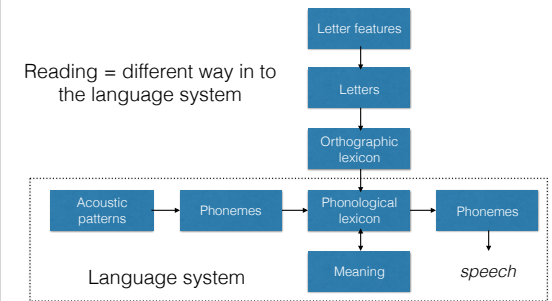 Letter features
Reading = different way in to
the language system
Letters
Orthographic
lexicon
Acoustic
patterns
Phonemes
Phonological
lexicon
Phonemes
Meaning
speech
Language system